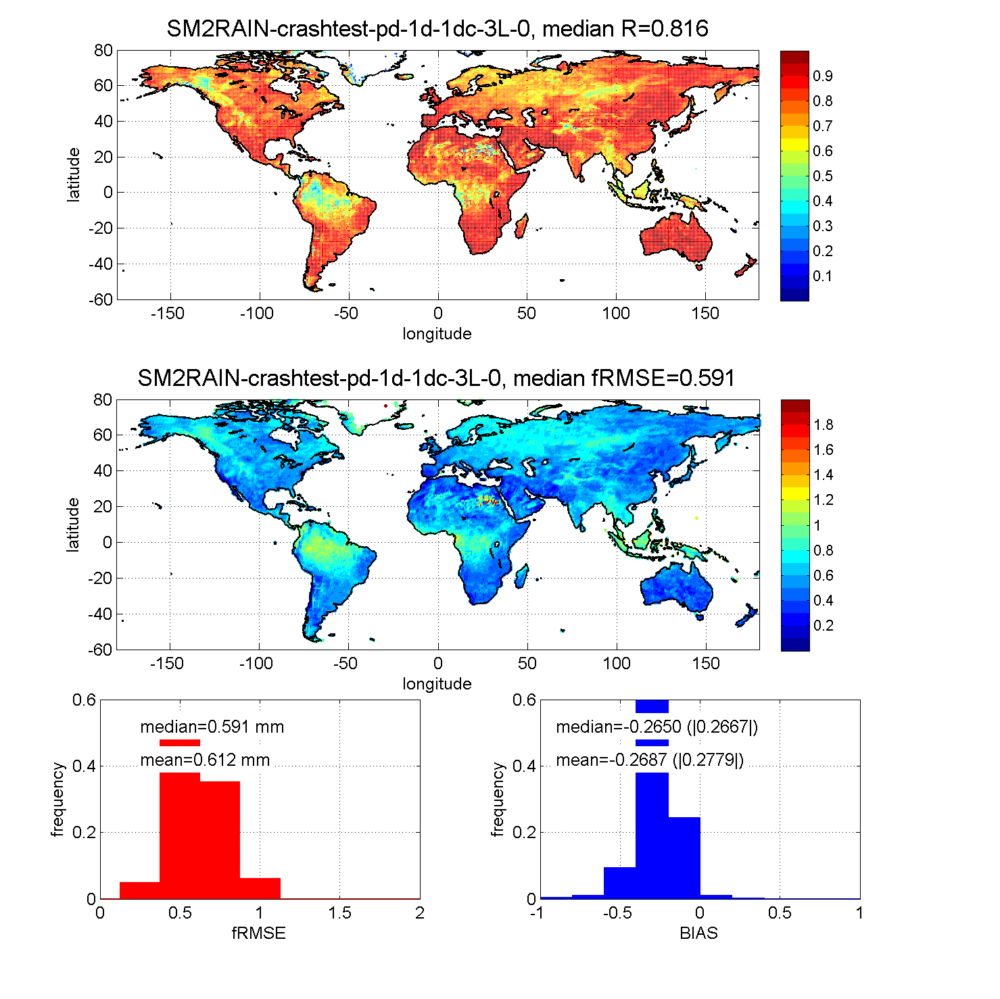 SM2RAIN-crashtest-pd-1d-1dc-3L-0, median R=0.816
80
60
40
20
0
-20
-40
-60
latitude
-150 -100 -50 0 50 100 150
longitude
0.9
0.8
0.7
0.6
0.5
0.4
0.3
0.2
0.1
SM2RAIN-crashtest-pd-1d-1dc-3L-0, median fRMSE=0.591
80
60
40
20
0
-20
-40
-60
latitude
-150 -100 -50 0 50 100 150
longitude
1.8
1.6
1.4
1.2
1
0.8
0.6
0.4
0.2
0.6
0.4
0.2
0
frequency
median=0.591 mm
mean=0.612 mm
0 0.5 1 1.5 2
fRMSE
0.6
0.4
0.2
0
frequency
median=-0.2650 (|0.2667|)
mean=-0.2687 (|0.2779|)
-1 -0.5 0 0.5 1
BIAS